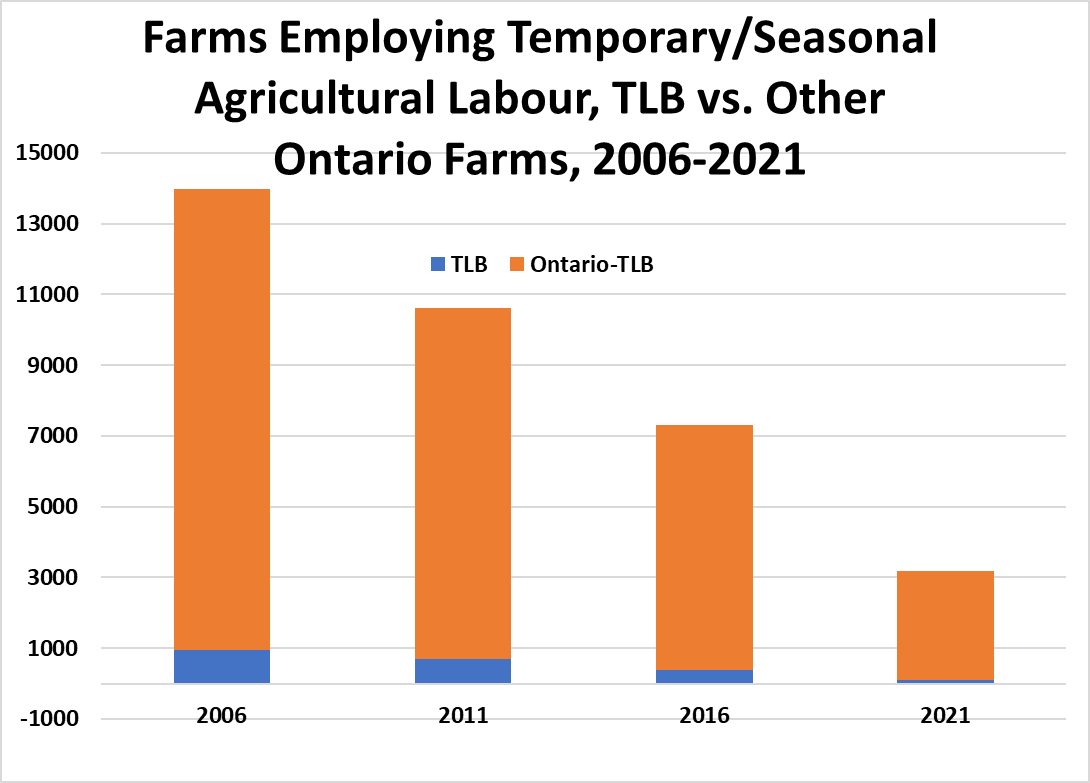 Farms Employing Temporary/Seasonal
Agricultural Labour, TLB vs. Other
Ontario Farms, 2006-2021
15000
13000
TLB Ontario-TLB
11000
9000
7000
5000
3000
1000
-1000
2006 2011 2016 2021